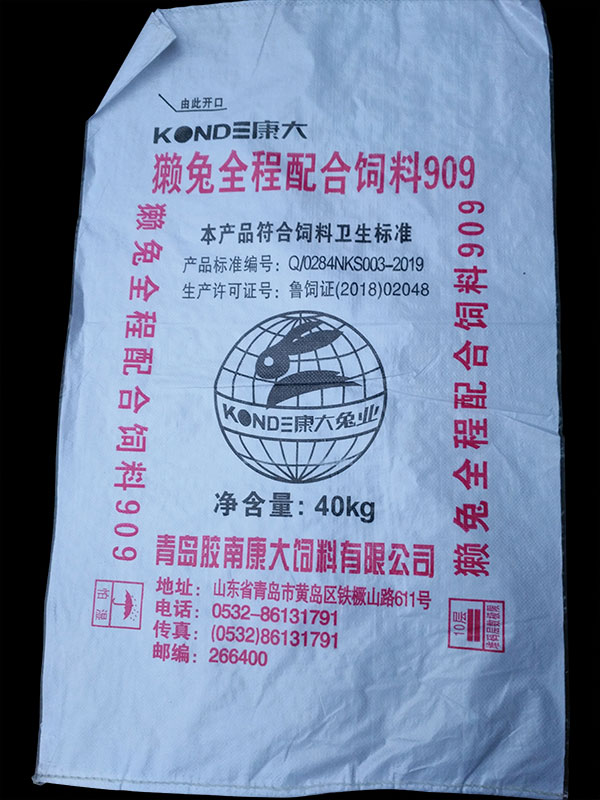 由此开口
KONDE康大
獭兔全程配合饲料909
獭兔全程配合饲料909
獭兔全程配合饲料909
本产品符合饲料卫生标准
产品标准编号：Q/0284NKS003-2019
生产许可证号：鲁饲证(2018)02048
KONDE康大兔业
净含量：40kg
青岛胶南康大饲料有限公司
地址：山东省青岛市黄岛区铁橛山路611号
电话：0532-86131791
传真：(0532)86131791
邮编：266400
怕湿
10层